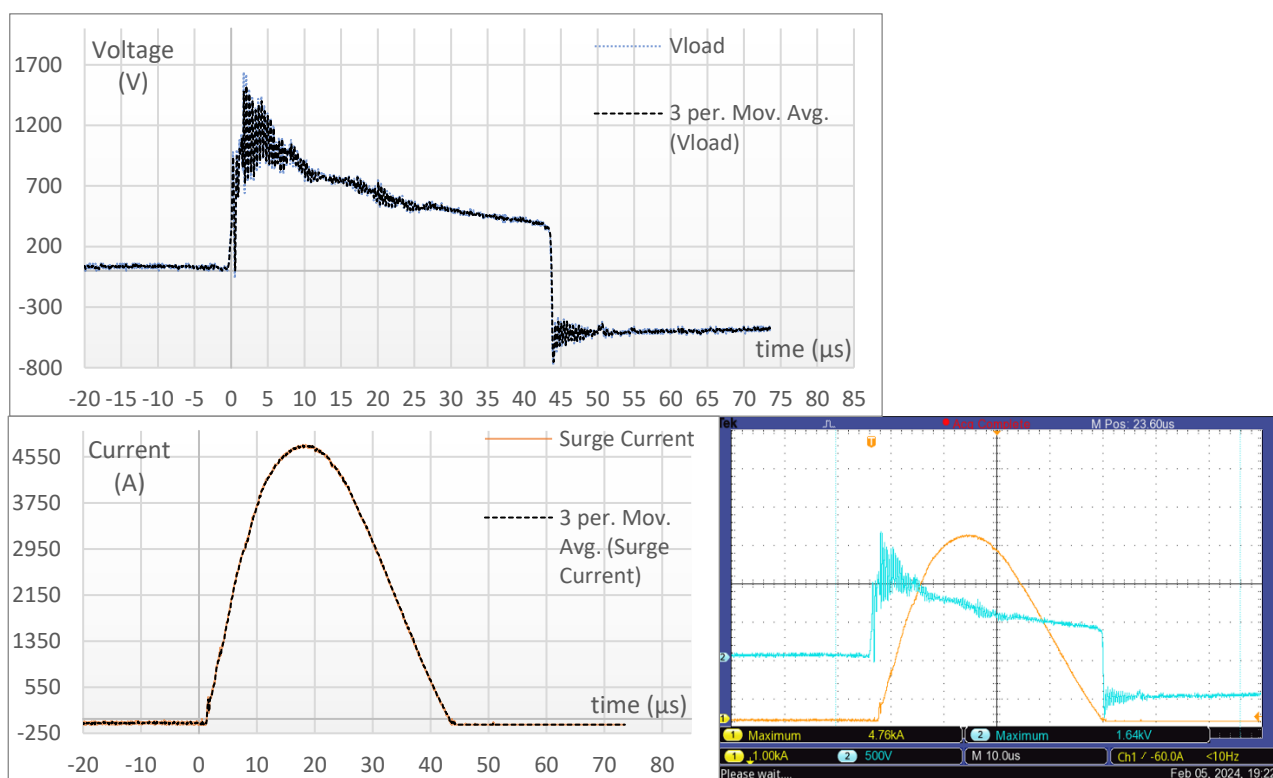 Voltage
(V)
Vload
3 per. Mov. Avg.
(Vload)
1700
1200
700
200
-300
-800
time (µs)
-20 -15 -10 -5 0 5 10 15 20 25 30 35 40 45 50 55 60 65 70 75 80 85
Current
(A)
Surge Current
3 per. Mov.
Avg. (Surge
Current)
4550
3750
2950
2150
1350
550
-250
time (µs)
-20 -10 0 10 20 30 40 50 60 70 80
Tek
Acq Complete
M Pos: 23.60us
T
2
1
1 Maximum 4.76kA
2 Maximum 1.64kV
1 1.00kA
2 500V
M 10.0us
Ch1 / -60.0A <10Hz
Please wait....